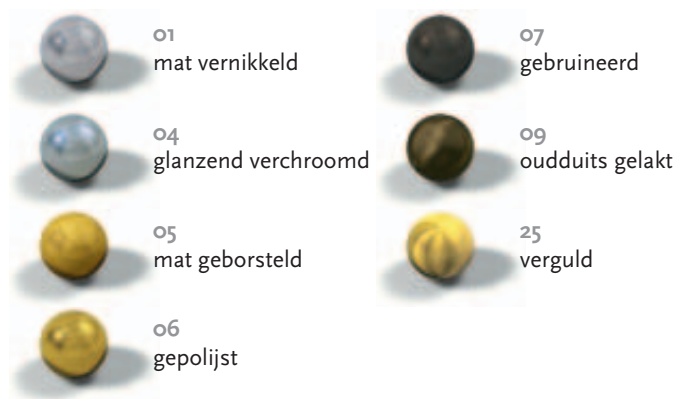 01
mat vernikkeld
04
glanzend verchroomd
05
mat geborsteld
06
gepolijst
07
gebruineerd
09
oudduits gelakt
25
verguld